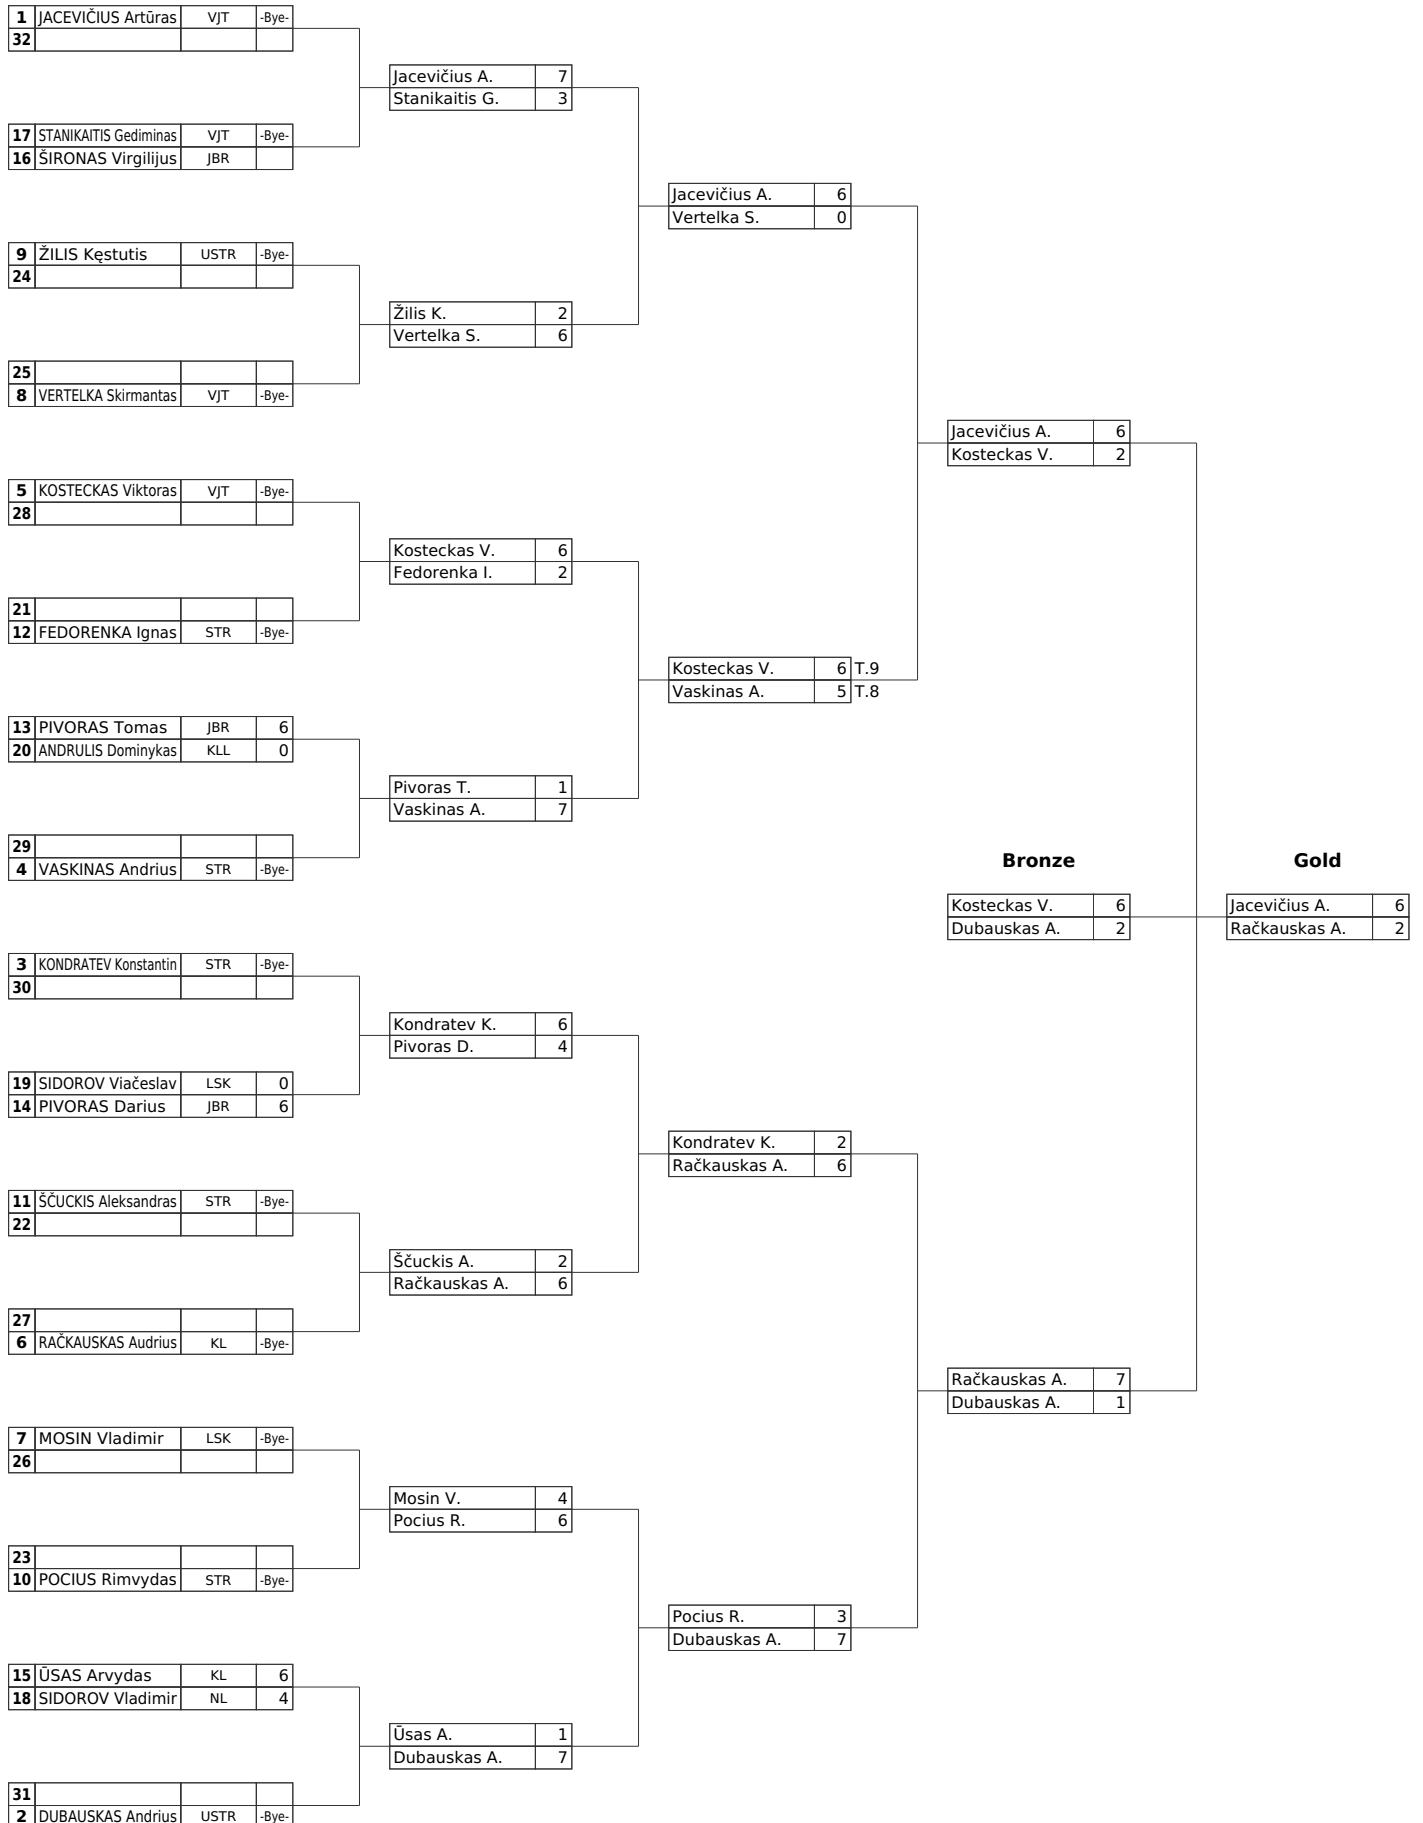 1 JACEVIČIUS Artūras VJT -Bye-
32
Jacevičius A. 7
Stanikaitis G. 3
17 STANIKAITIS Gediminas VJT -Bye-
16 ŠIRONAS Virgilijus JBR
Jacevičius A. 6
Vertelka S. 0
9 ŽILIS Kęstutis USTR -Bye-
24
Žilis K. 2
Vertelka S. 6
25
8 VERTELKA Skirmantas VJT -Bye-
Jacevičius A. 6
Kosteckas V. 2
5 KOSTECKAS Viktoras VJT -Bye-
28
Kosteckas V. 6
Fedorenka I. 2
21
12 FEDORENKA Ignas STR -Bye-
Kosteckas V. 6 T.9
Vaskinas A. 5 T.8
13 PIVORAS Tomas JBR 6
20 ANDRULIS Dominykas KLL 0
Pivoras T. 1
Vaskinas A. 7
29
4 VASKINAS Andrius STR -Bye-
Bronze Gold
Kosteckas V. 6 Jacevičius A. 6
Dubauskas A. 2 Račkauskas A. 2
3 KONDRATEV Konstantin STR -Bye-
30
Kondratev K. 6
Pivoras D. 4
19 SIDOROV Viačeslav LSK 0
14 PIVORAS Darius JBR 6
Kondratev K. 2
Račkauskas A. 6
11 ŠČUCKIS Aleksandras STR -Bye-
22
Ščuckis A. 2
Račkauskas A. 6
27
6 RAČKAUSKAS Audrius KL -Bye-
Račkauskas A. 7
Dubauskas A. 1
7 MOSIN Vladimir LSK -Bye-
26
Mosin V. 4
Pocius R. 6
23
10 POCIUS Rimvydas STR -Bye-
Pocius R. 3
Dubauskas A. 7
15 ŪSAS Arvydas KL 6
18 SIDOROV Vladimir NL 4
Ūsas A. 1
Dubauskas A. 7
31
2 DUBAUSKAS Andrius USTR -Bye-